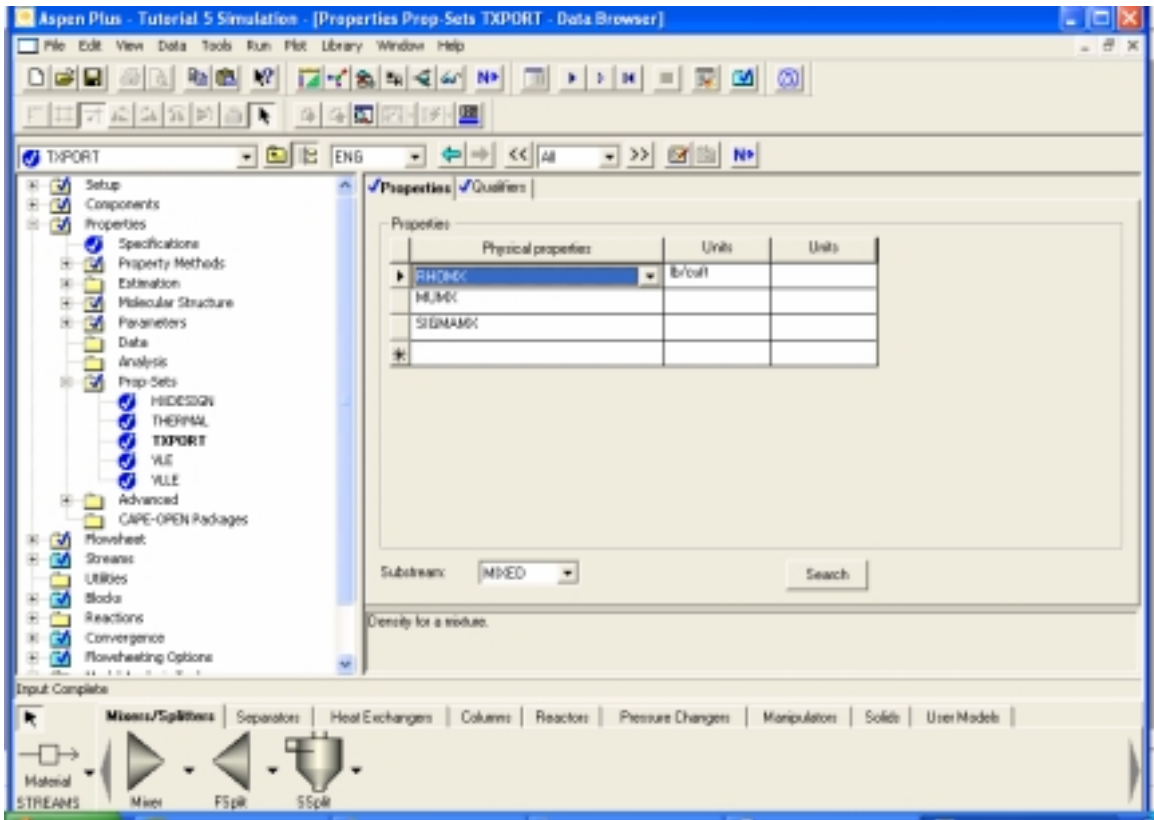 Aspen Plus - Tutorial 5 Simulation - [Properties Prop-Sets TXPORT - Data Browser]
File Edit View Data Tools Run Plot Library Window Help
N
TXPORT ENG << All >> N
Setup
Components
Properties
Specifications
Property Methods
Estimation
Molecular Structure
Parameters
Data
Analysis
Prop-Sets
HXDESIGN
THERMAL
TXPORT
VLE
VLLE
Advanced
CAPE-OPEN Packages
Flowsheet
Streams
Utilities
Blocks
Reactions
Convergence
Flowsheeting Options
Properties Qualifiers
Properties
Physical properties Units Units
RHOMX lb/cuft
MUMX
SIGMAMX
Substream: MIXED Search
Density for a mixture.
Input Complete
Mixers/Splitters Separators Heat Exchangers Columns Reactors Pressure Changers Manipulators Solids User Models
Material
STREAMS Mixer FSplit SSplit